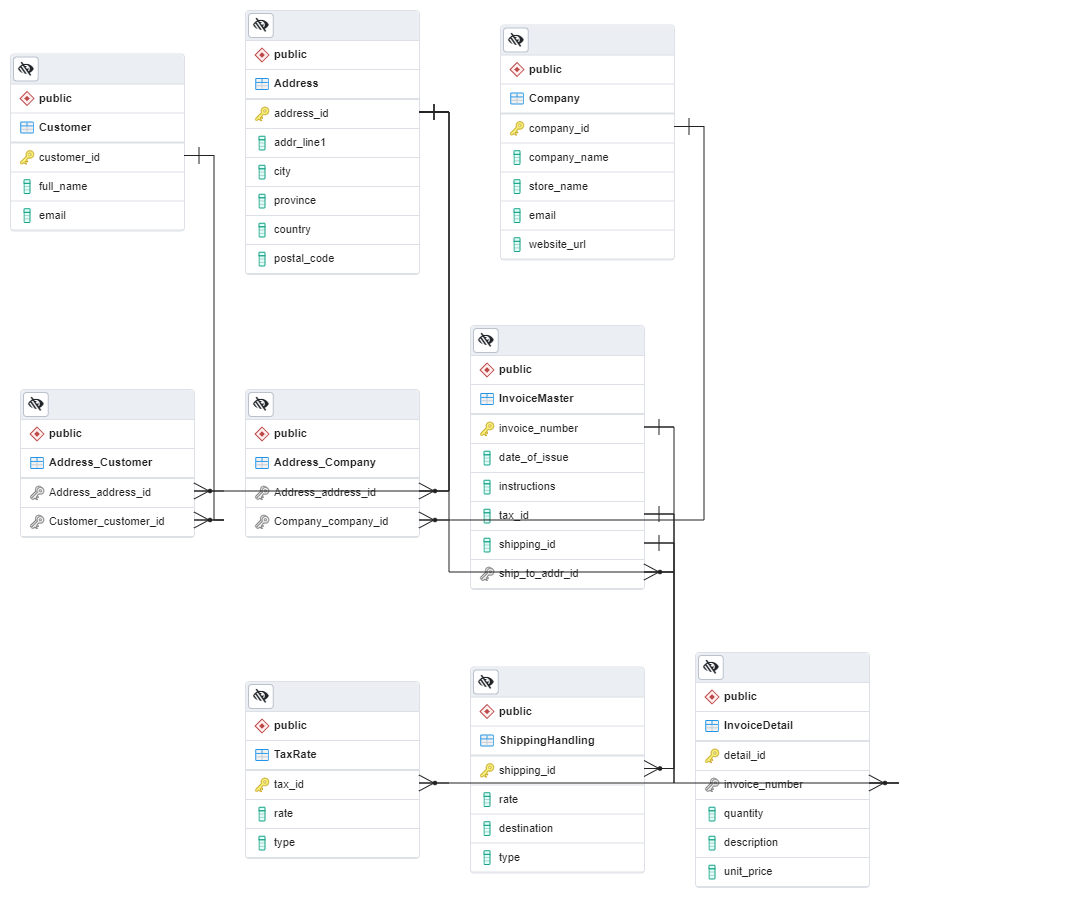 public
Customer
customer_id
full_name
email
public
Address
address_id
addr_line1
city
province
country
postal_code
public
Company
company_id
company_name
store_name
email
website_url
public
Address_Customer
Address_address_id
Customer_customer_id
public
Address_Company
Address_address_id
Company_company_id
public
InvoiceMaster
invoice_number
date_of_issue
instructions
tax_id
shipping_id
ship_to_addr_id
public
TaxRate
tax_id
rate
type
public
ShippingHandling
shipping_id
rate
destination
type
public
InvoiceDetail
detail_id
invoice_number
quantity
description
unit_price